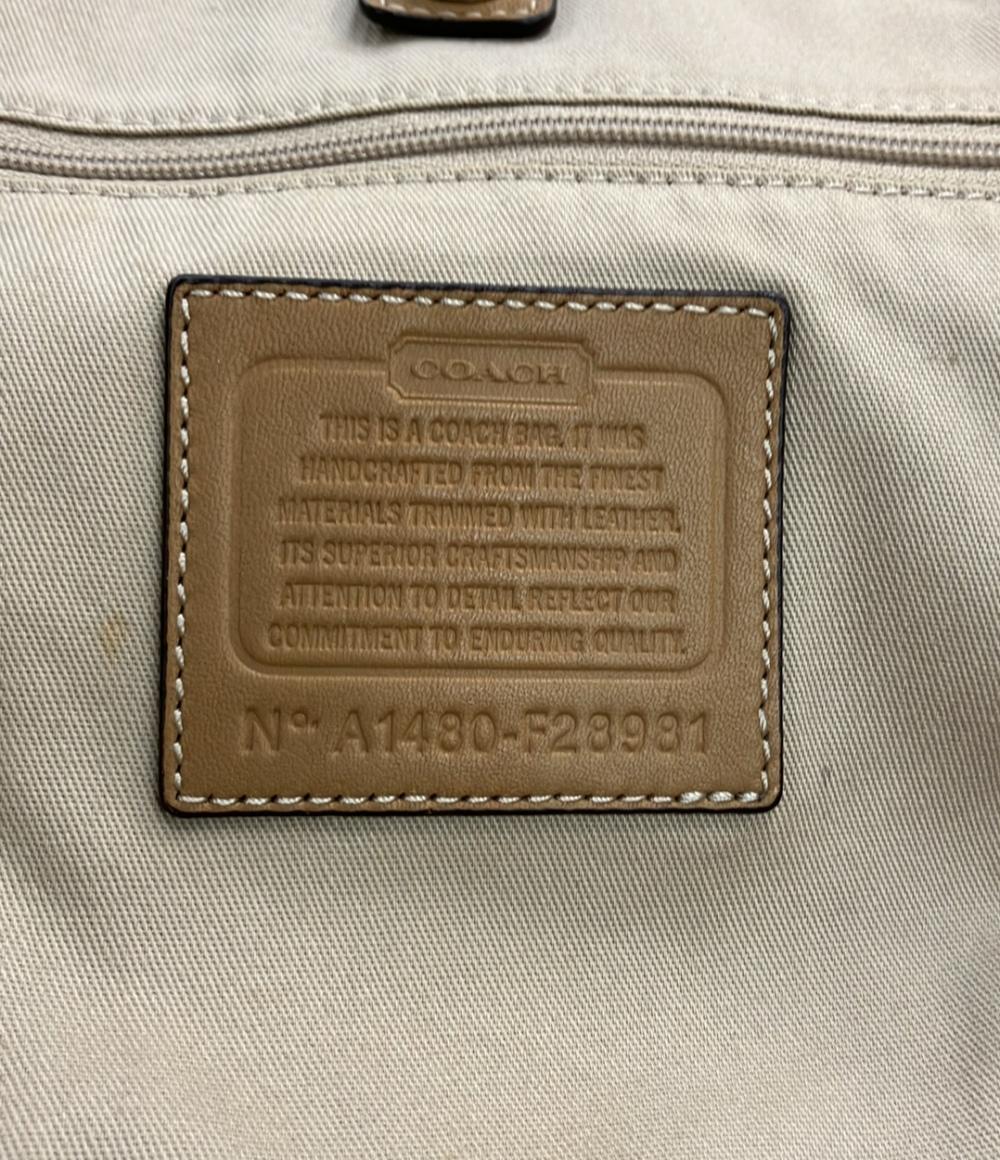 COACH
THIS IS A COACH BAG. IT WAS
HANDCRAFTED FROM THE FINEST
MATERIALS TRIMMED WITH LEATHER.
ITS SUPERIOR CRAFTSMANSHIP AND
ATTENTION TO DETAIL REFLECT OUR
COMMITMENT TO ENDURING QUALITY.
Nº. A1480-F28981